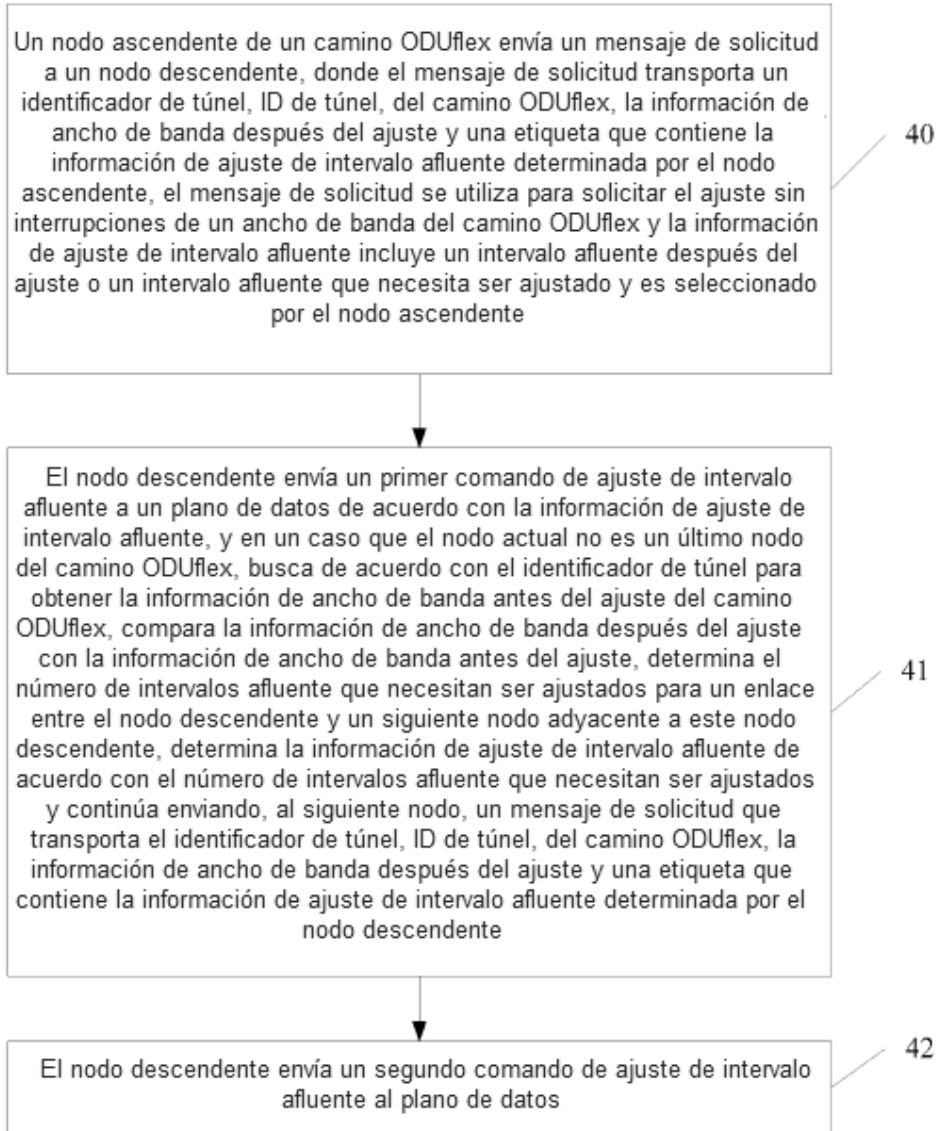 Un nodo ascendente de un camino ODUflex envía un mensaje de solicitud
a un nodo descendente, donde el mensaje de solicitud transporta un
identificador de túnel, ID de túnel, del camino ODUflex, la información de
ancho de banda después del ajuste y una etiqueta que contiene la
información de ajuste de intervalo afluente determinada por el nodo
ascendente, el mensaje de solicitud se utiliza para solicitar el ajuste sin
interrupciones de un ancho de banda del camino ODUflex y la información
de ajuste de intervalo afluente incluye un intervalo afluente después del
ajuste o un intervalo afluente que necesita ser ajustado y es seleccionado
por el nodo ascendente
40
El nodo descendente envía un primer comando de ajuste de intervalo
afluente a un plano de datos de acuerdo con la información de ajuste de
intervalo afluente, y en un caso que el nodo actual no es un último nodo
del camino ODUflex, busca de acuerdo con el identificador de túnel para
obtener la información de ancho de banda antes del ajuste del camino
ODUflex, compara la información de ancho de banda después del ajuste
con la información de ancho de banda antes del ajuste, determina el
número de intervalos afluente que necesitan ser ajustados para un enlace
entre el nodo descendente y un siguiente nodo adyacente a este nodo
descendente, determina la información de ajuste de intervalo afluente de
acuerdo con el número de intervalos afluente que necesitan ser ajustados
y continúa enviando, al siguiente nodo, un mensaje de solicitud que
transporta el identificador de túnel, ID de túnel, del camino ODUflex, la
información de ancho de banda después del ajuste y una etiqueta que
contiene la información de ajuste de intervalo afluente determinada por el
nodo descendente
41
El nodo descendente envía un segundo comando de ajuste de intervalo
afluente al plano de datos
42